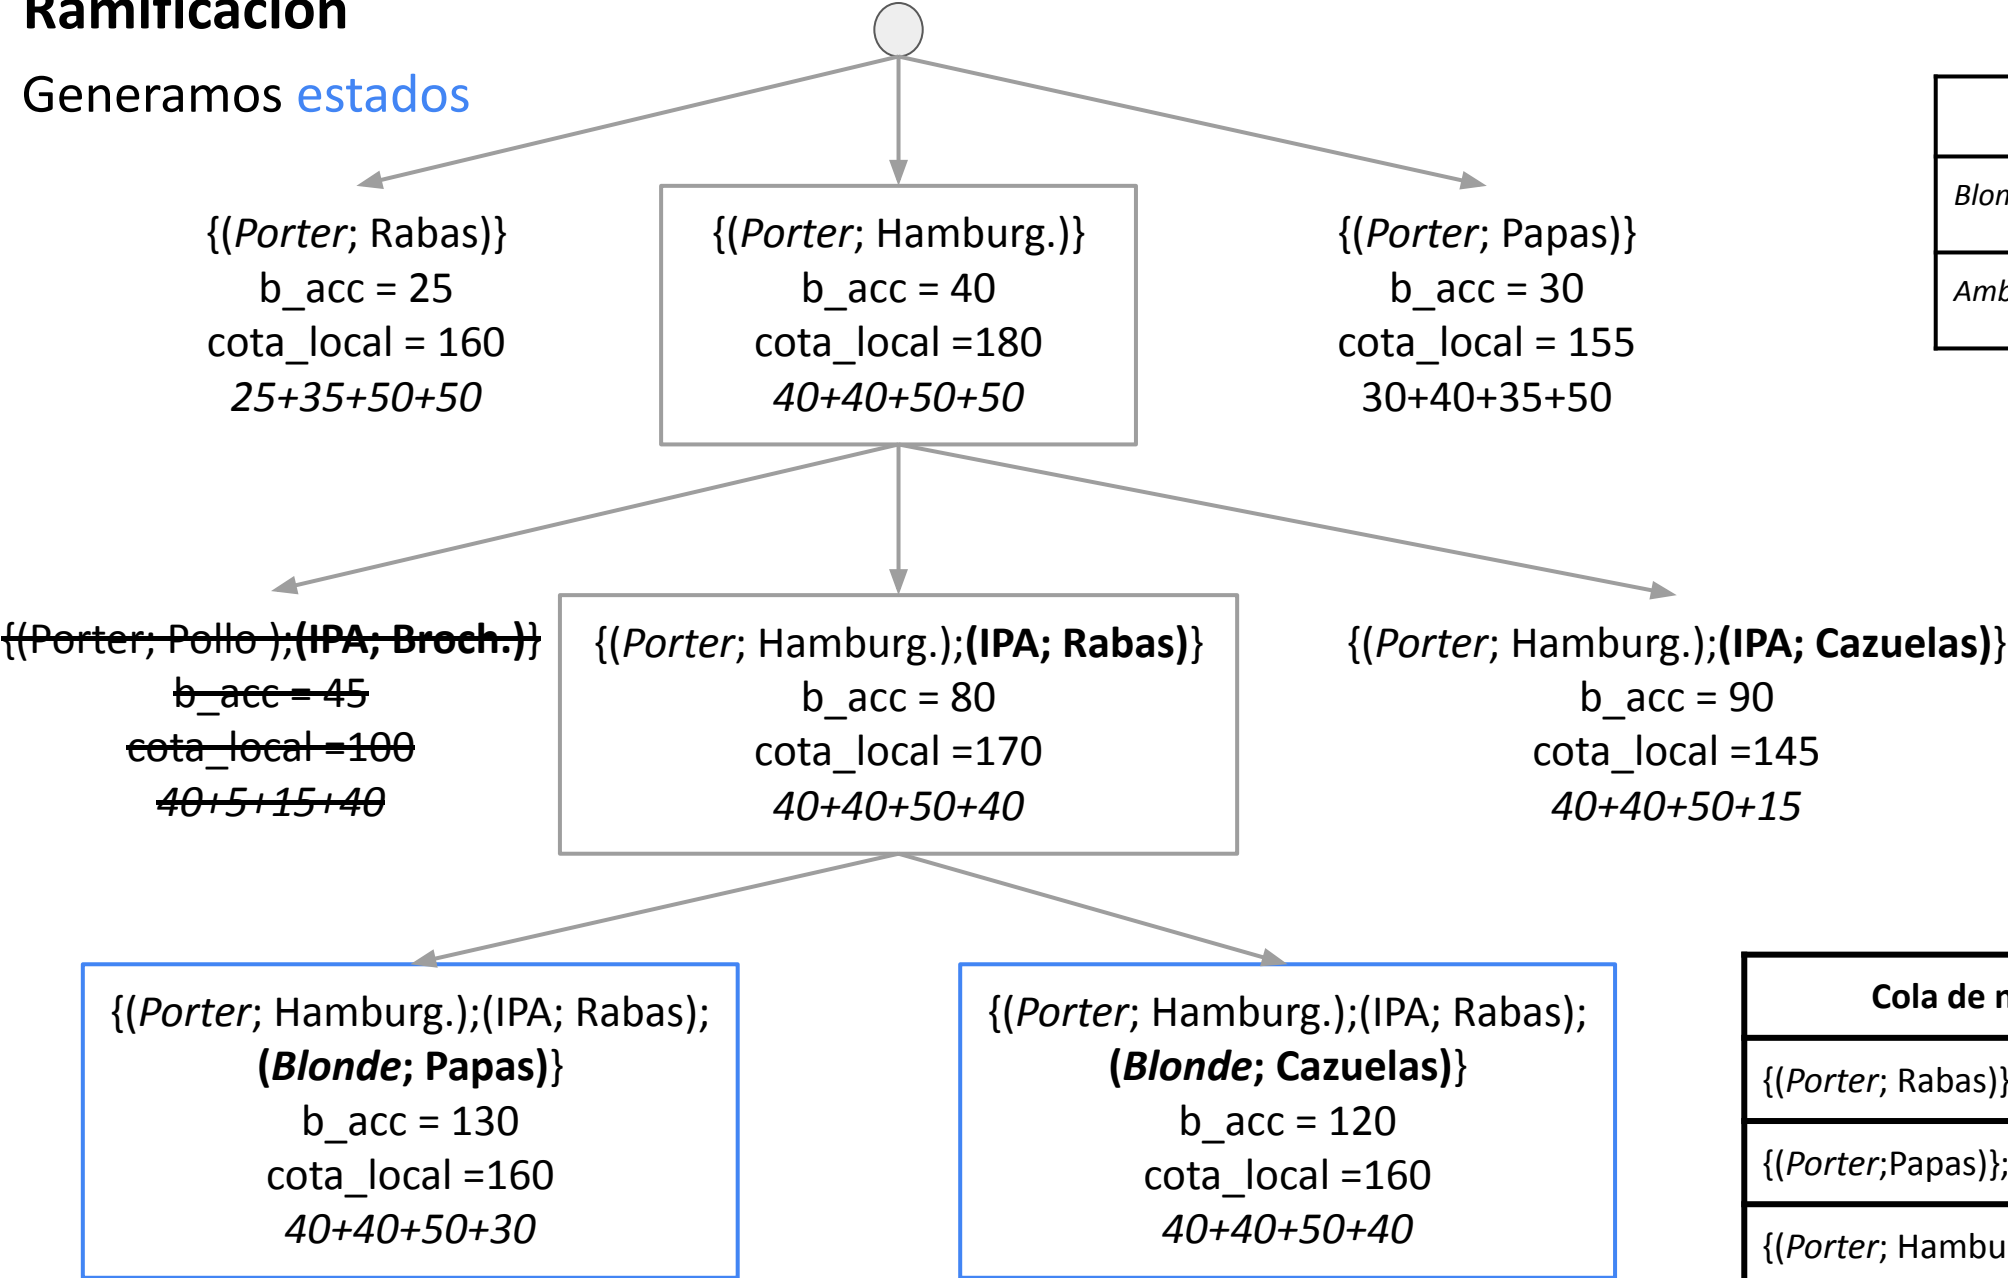 Ramificación
Generamos estados
{(Porter; Rabas)}
b_acc = 25
cota_local = 160
25+35+50+50
{(Porter; Hamburg.)}
b_acc = 40
cota_local =180
40+40+50+50
{(Porter; Papas)}
b_acc = 30
cota_local = 155
30+40+35+50
{(Porter; Pollo );(IPA; Broch.)}
b_acc = 45
cota_local =100
40+5+15+40
{(Porter; Hamburg.);(IPA; Rabas)}
b_acc = 80
cota_local =170
40+40+50+40
{(Porter; Hamburg.);(IPA; Cazuelas)}
b_acc = 90
cota_local =145
40+40+50+15
{(Porter; Hamburg.);(IPA; Rabas);
(Blonde; Papas)}
b_acc = 130
cota_local =160
40+40+50+30
{(Porter; Hamburg.);(IPA; Rabas);
(Blonde; Cazuelas)}
b_acc = 120
cota_local =160
40+40+50+40
Cola de
{(Porter; Rabas)}
{(Porter;Papas)};
{(Porter;